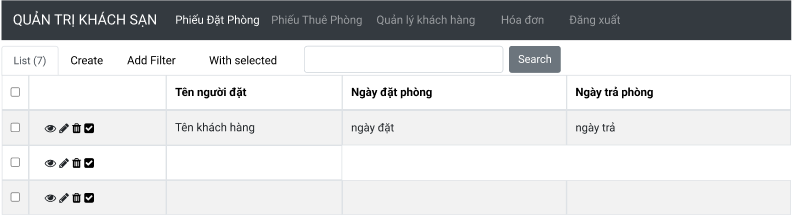 QUẢN TRỊ KHÁCH SẠN Phiếu Đặt Phòng Phiếu Thuê Phòng Quản lý khách hàng Hóa đơn Đăng xuất
List (7) Create Add Filter With selected Search
Tên người đặt Ngày đặt phòng Ngày trả phòng
Tên khách hàng ngày đặt ngày trả